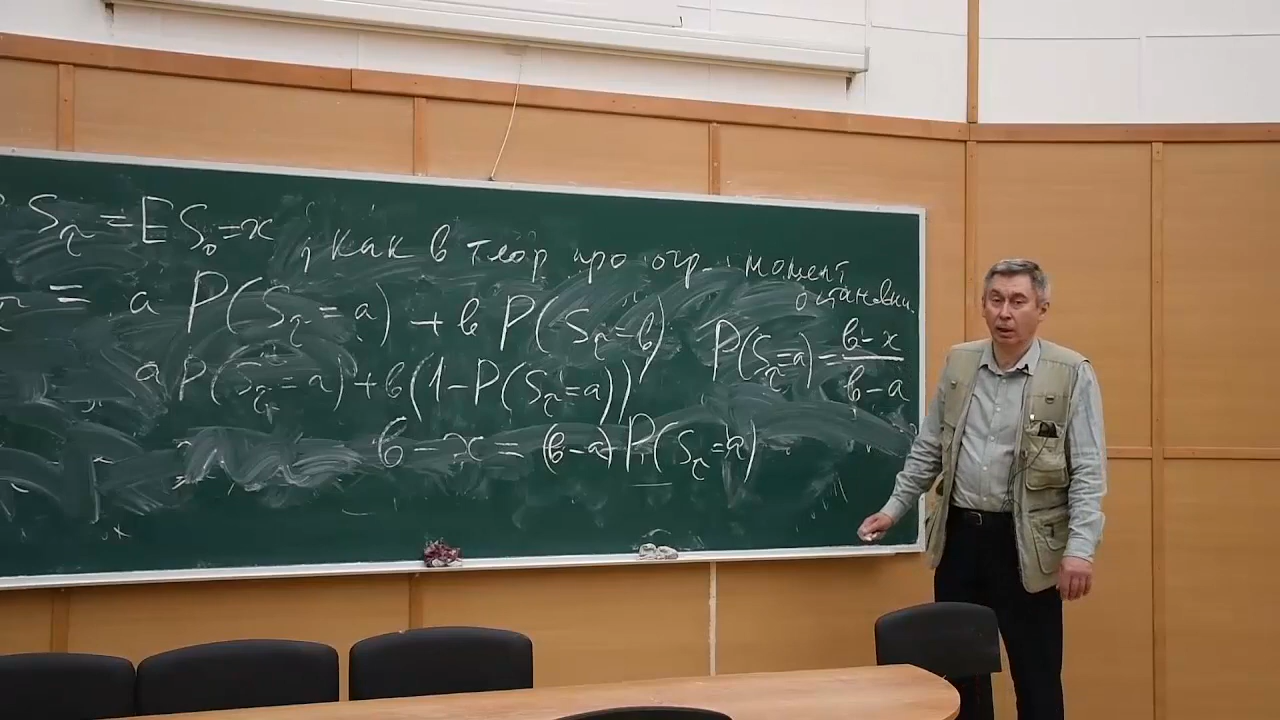 S_τ = E S_0 = x, как в теор про огр. момент
остановки.
= a P(S_τ = a) + b P(S_τ = b)
P(S_τ = a) = (b - x)/(b - a)
a P(S_τ = a) + b(1 - P(S_τ = a))
b - x = (b - a) P(S_τ = a)